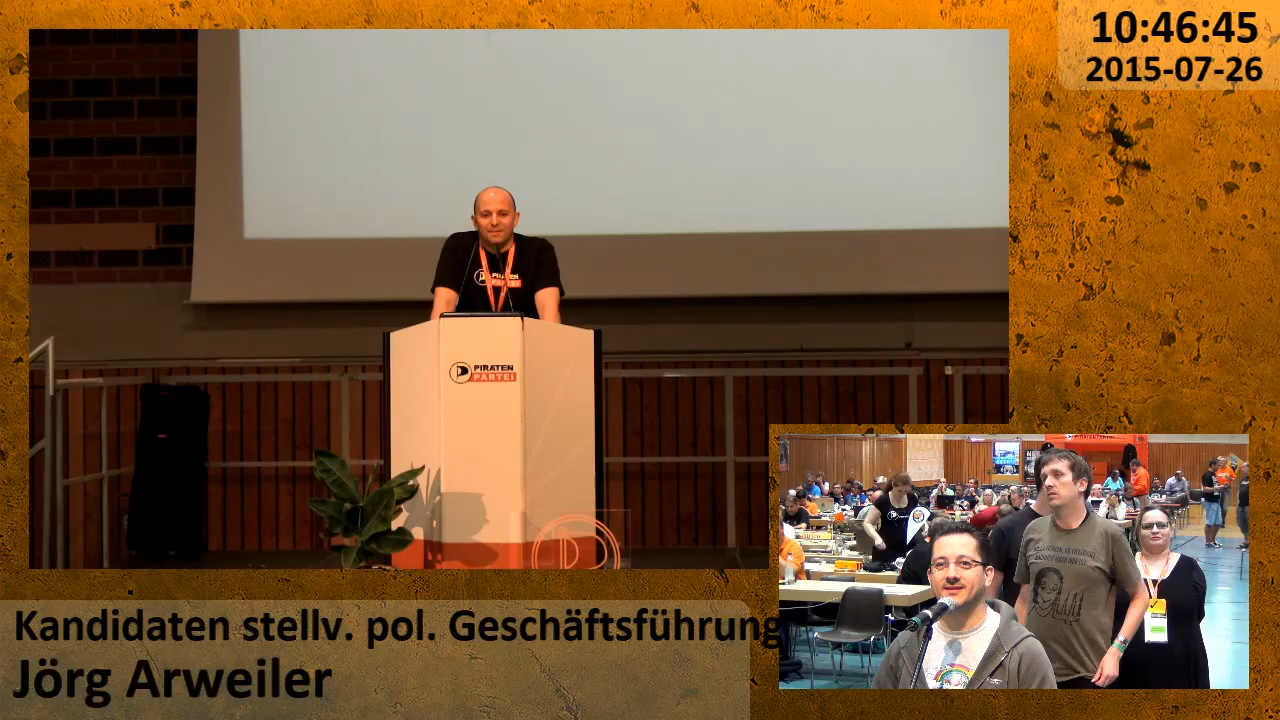 10:46:45
2015-07-26
PIRATEN
PARTEI
PIRATEN
PARTEI
Kandidaten stellv. pol. Geschäftsführung
Jörg Arweiler